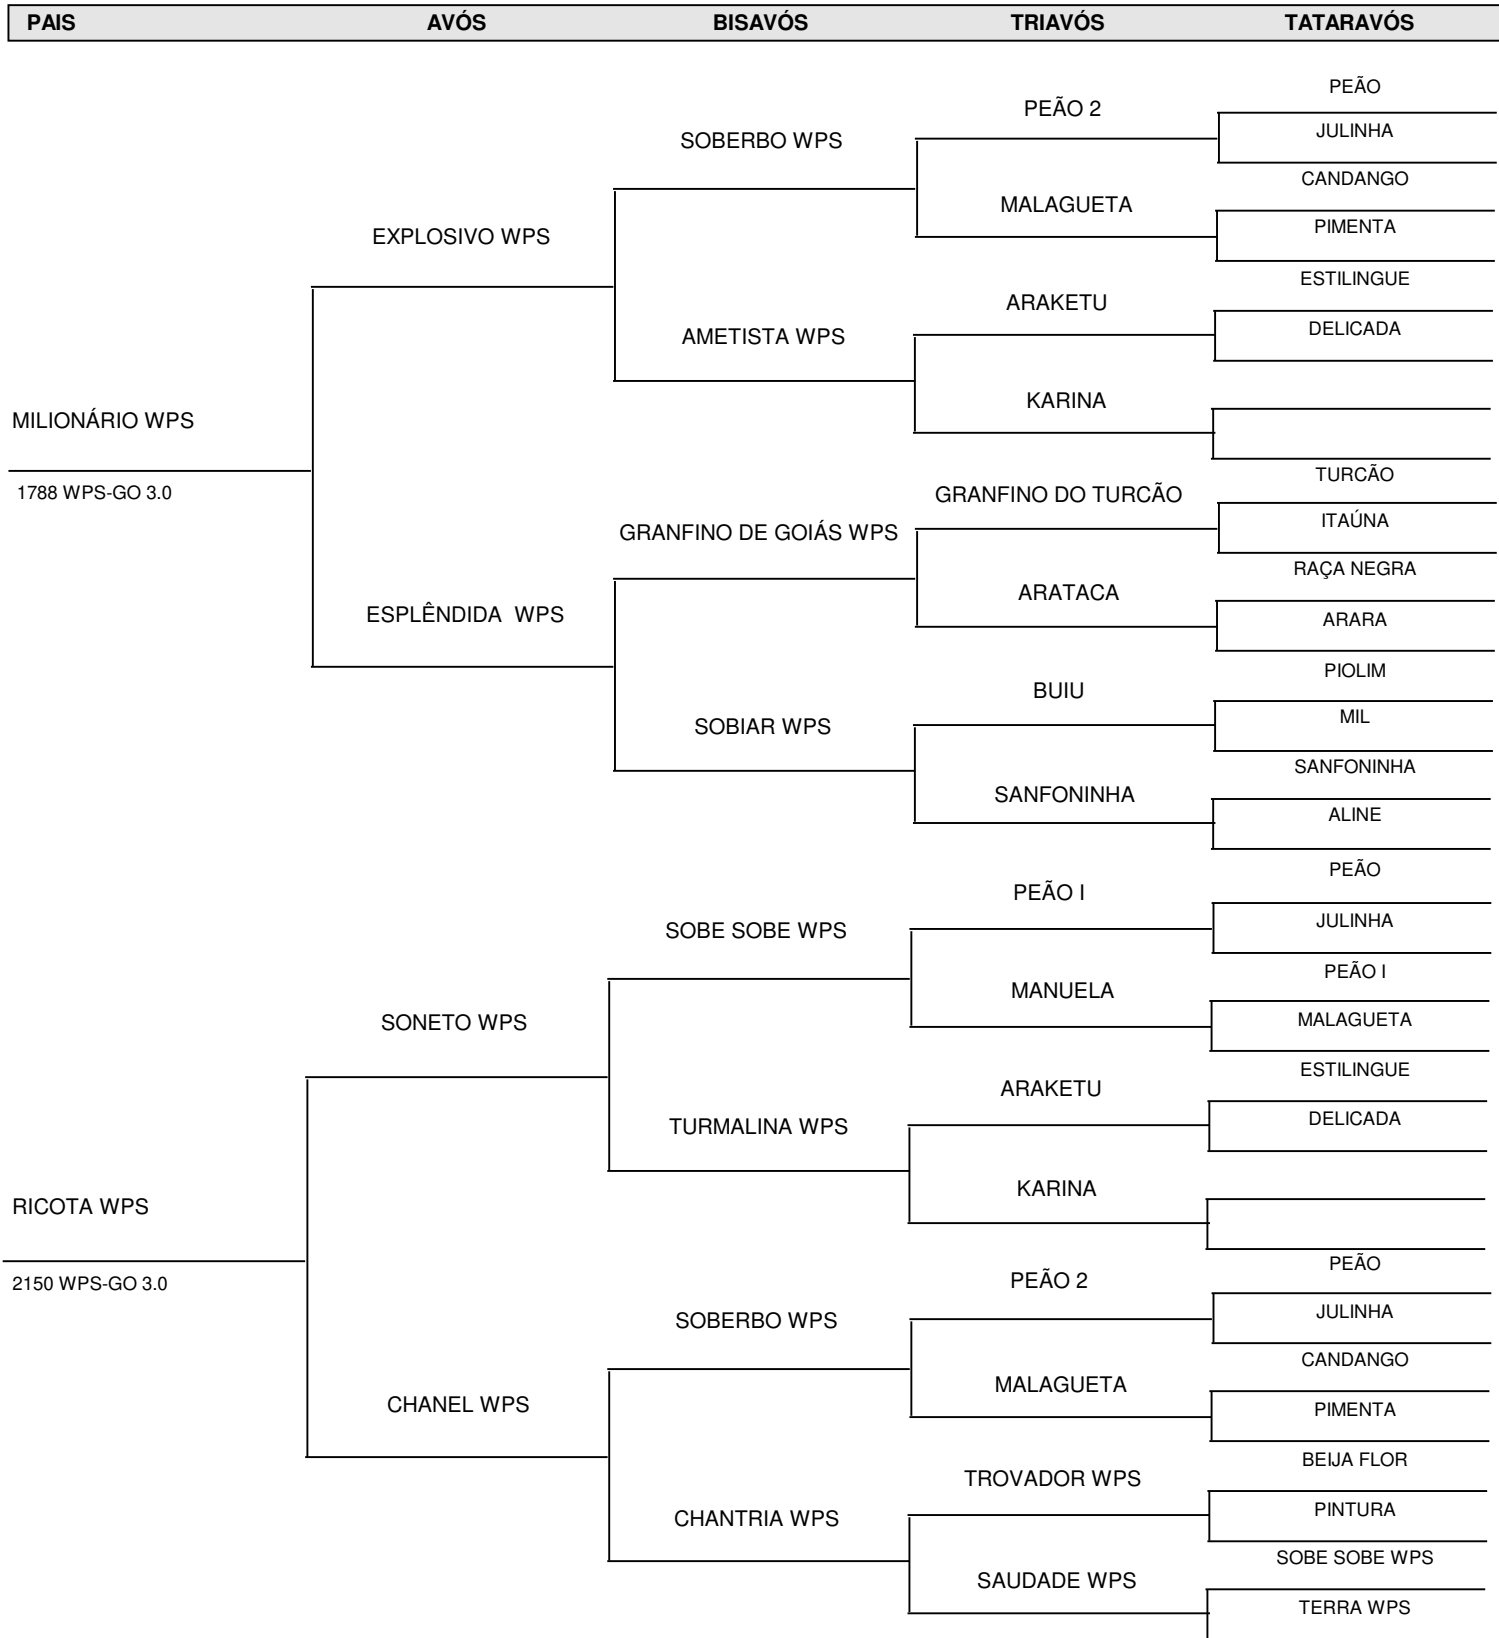 PAIS AVÓS BISAVÓS TRIAVÓS TATARAVÓS
PEÃO
PEÃO 2
JULINHA
SOBERBO WPS
CANDANGO
MALAGUETA
PIMENTA
EXPLOSIVO WPS
ESTILINGUE
ARAKETU
DELICADA
AMETISTA WPS
KARINA
MILIONÁRIO WPS
TURCÃO
1788 WPS-GO 3.0
GRANFINO DO TURCÃO
ITAÚNA
GRANFINO DE GOIÁS WPS
RAÇA NEGRA
ARATACA
ESPLÊNDIDA  WPS
ARARA
PIOLIM
BUIU
MIL
SOBIAR WPS
SANFONINHA
SANFONINHA
ALINE
PEÃO
PEÃO I
JULINHA
SOBE SOBE WPS
PEÃO I
MANUELA
MALAGUETA
SONETO WPS
ESTILINGUE
ARAKETU
DELICADA
TURMALINA WPS
KARINA
RICOTA WPS
PEÃO
2150 WPS-GO 3.0
PEÃO 2
JULINHA
SOBERBO WPS
CANDANGO
MALAGUETA
CHANEL WPS
PIMENTA
BEIJA FLOR
TROVADOR WPS
PINTURA
CHANTRIA WPS
SOBE SOBE WPS
SAUDADE WPS
TERRA WPS